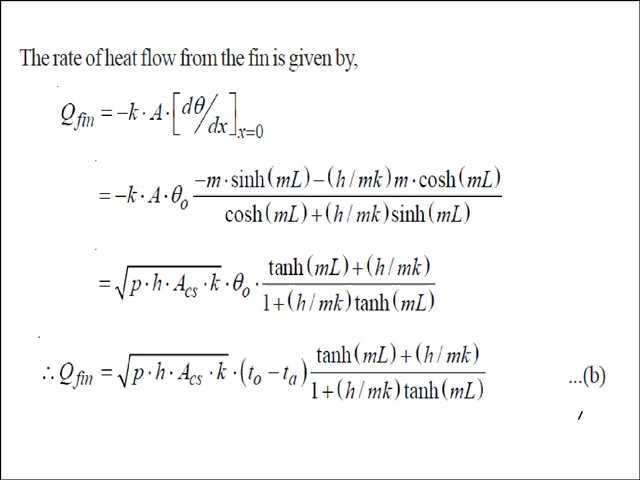 The rate of heat flow from the fin is given by,
Q_fin = −k · A · [dθ/dx]_{x=0}
= −k · A · θ_o (−m · sinh(mL) − (h/mk)m · cosh(mL)) / (cosh(mL) + (h/mk)sinh(mL))
= √(p · h · A_cs · k) · θ_o · (tanh(mL) + (h/mk)) / (1 + (h/mk)tanh(mL))
∴ Q_fin = √(p · h · A_cs · k) · (t_o − t_a) (tanh(mL) + (h/mk)) / (1 + (h/mk)tanh(mL)) ...(b)